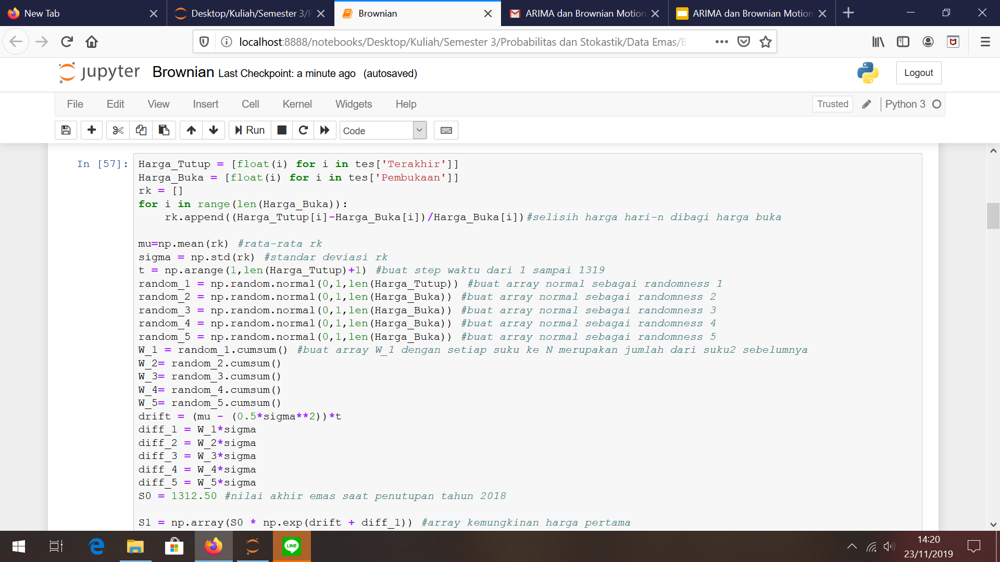 New Tab
Desktop/Kuliah/Semester 3/P
Brownian
ARIMA dan Brownian Motion
ARIMA dan Brownian Motion
localhost:8888/notebooks/Desktop/Kuliah/Semester 3/Probabilitas dan Stokastik/Data Emas/B
jupyter Brownian Last Checkpoint: a minute ago (autosaved)
Logout
File Edit View Insert Cell Kernel Widgets Help
Trusted
Python 3
Run
Code
In [57]:
Harga_Tutup = [float(i) for i in tes['Terakhir']]
Harga_Buka = [float(i) for i in tes['Pembukaan']]
rk = []
for i in range(len(Harga_Buka)):
    rk.append((Harga_Tutup[i]-Harga_Buka[i])/Harga_Buka[i])#selisih harga hari-n dibagi harga buka
mu=np.mean(rk) #rata-rata rk
sigma = np.std(rk) #standar deviasi rk
t = np.arange(1,len(Harga_Tutup)+1) #buat step waktu dari 1 sampai 1319
random_1 = np.random.normal(0,1,len(Harga_Tutup)) #buat array normal sebagai randomness 1
random_2 = np.random.normal(0,1,len(Harga_Buka)) #buat array normal sebagai randomness 2
random_3 = np.random.normal(0,1,len(Harga_Buka)) #buat array normal sebagai randomness 3
random_4 = np.random.normal(0,1,len(Harga_Buka)) #buat array normal sebagai randomness 4
random_5 = np.random.normal(0,1,len(Harga_Buka)) #buat array normal sebagai randomness 5
W_1 = random_1.cumsum() #buat array W_1 dengan setiap suku ke N merupakan jumlah dari suku2 sebelumnya
W_2= random_2.cumsum()
W_3= random_3.cumsum()
W_4= random_4.cumsum()
W_5= random_5.cumsum()
drift = (mu - (0.5*sigma**2))*t
diff_1 = W_1*sigma
diff_2 = W_2*sigma
diff_3 = W_3*sigma
diff_4 = W_4*sigma
diff_5 = W_5*sigma
S0 = 1312.50 #nilai akhir emas saat penutupan tahun 2018
S1 = np.array(S0 * np.exp(drift + diff_1)) #array kemungkinan harga pertama
LINE
14:20
23/11/2019